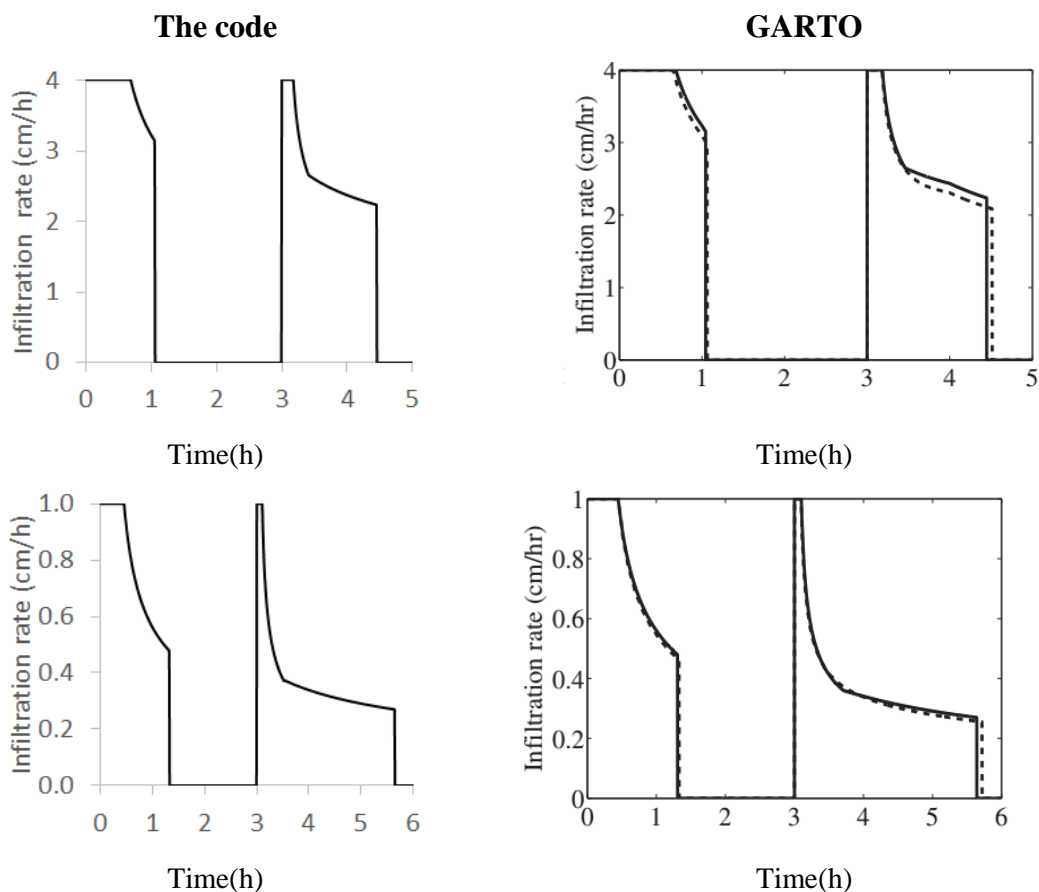 The code
GARTO
4
3
2
1
0
Infiltration rate (cm/h)
0 1 2 3 4 5
Time(h)
4
3
2
1
0
Infiltration rate (cm/hr)
0 1 2 3 4 5
Time(h)
1.0
0.8
0.6
0.4
0.2
0.0
Infiltration rate (cm/h)
0 1 2 3 4 5 6
Time(h)
1
0.8
0.6
0.4
0.2
0
Infiltration rate (cm/hr)
0 1 2 3 4 5 6
Time(h)